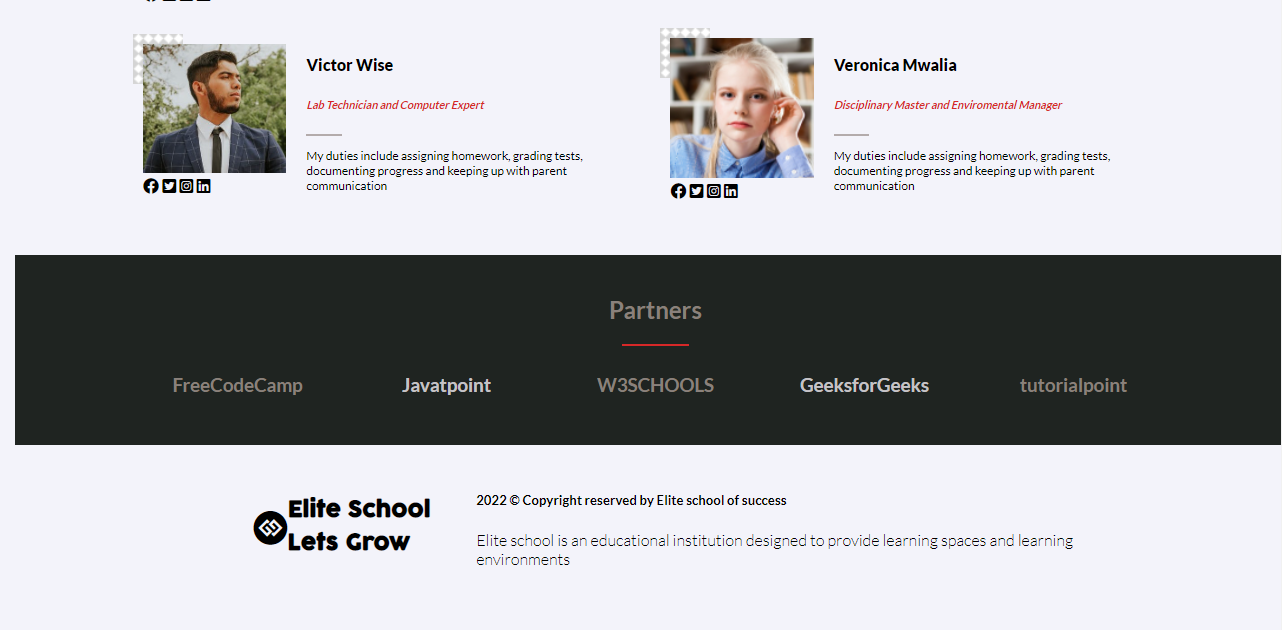 Victor Wise
Lab Technician and Computer Expert
My duties include assigning homework, grading tests,
documenting progress and keeping up with parent
communication
Veronica Mwalia
Disciplinary Master and Enviromental Manager
My duties include assigning homework, grading tests,
documenting progress and keeping up with parent
communication
Partners
FreeCodeCamp
Javatpoint
W3SCHOOLS
GeeksforGeeks
tutorialpoint
Elite School
Lets Grow
2022 © Copyright reserved by Elite school of success
Elite school is an educational institution designed to provide learning spaces and learning
environments